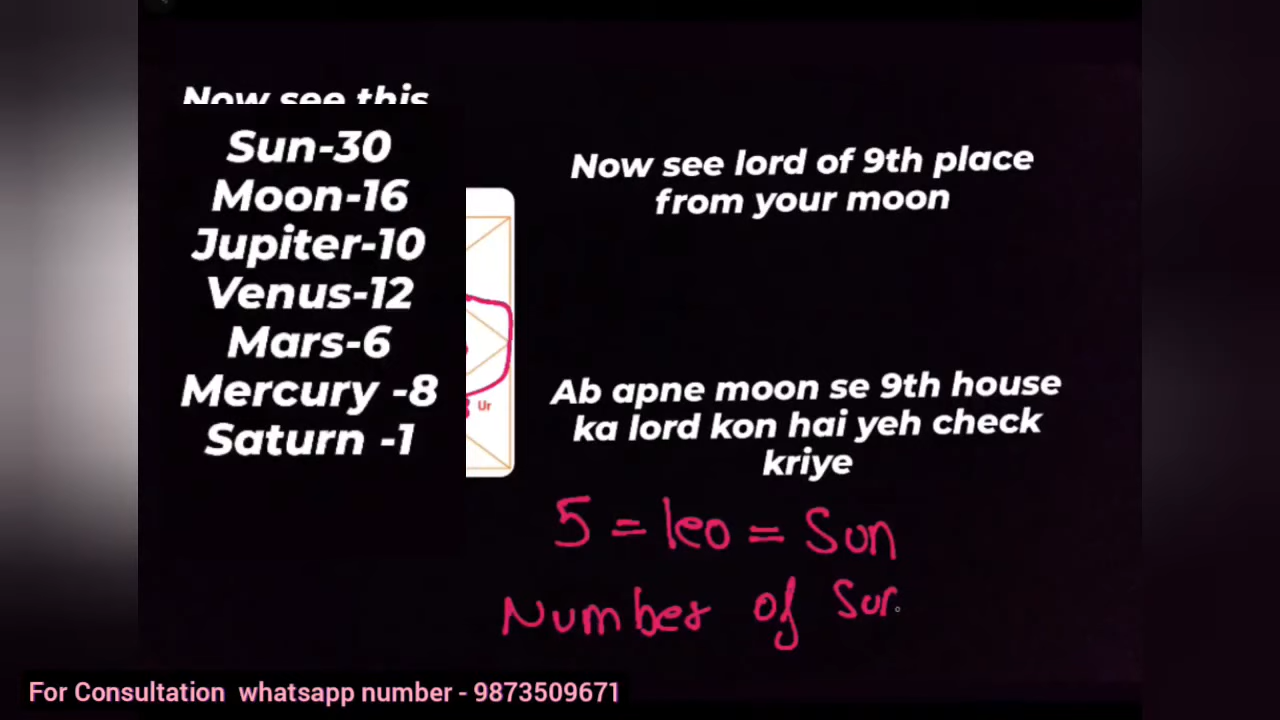 Now see this
Sun-30
Moon-16
Jupiter-10
Venus-12
Mars-6
Mercury -8
Saturn -1
Ur
Now see lord of 9th place
from your moon
Ab apne moon se 9th house
ka lord kon hai yeh check
kriye
5 = leo = Sun
Number of Sun
For Consultation whatsapp number - 9873509671